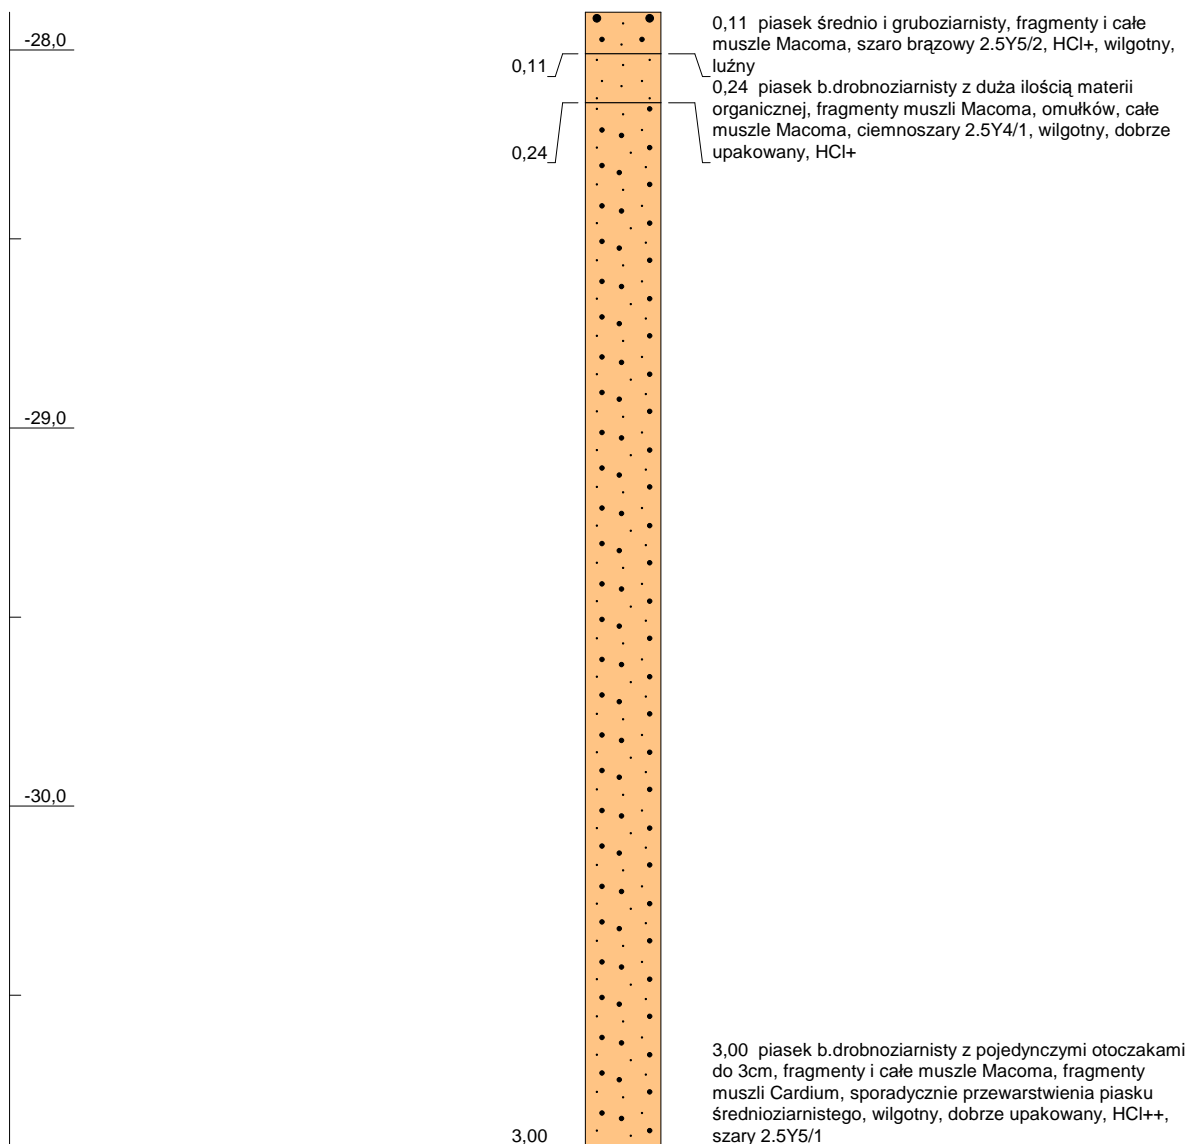 -28,0
0,11
0,11 piasek średnio i gruboziarnisty, fragmenty i całe
muszle Macoma, szaro brązowy 2.5Y5/2, HCl+, wilgotny,
luźny
0,24
0,24 piasek b.drobnoziarnisty z duża ilością materii
organicznej, fragmenty muszli Macoma, omułków, całe
muszle Macoma, ciemnoszary 2.5Y4/1, wilgotny, dobrze
upakowany, HCl+
-29,0
-30,0
3,00
3,00 piasek b.drobnoziarnisty z pojedynczymi otoczakami
do 3cm, fragmenty i całe muszle Macoma, fragmenty
muszli Cardium, sporadycznie przewarstwienia piasku
średnioziarnistego, wilgotny, dobrze upakowany, HCl++,
szary 2.5Y5/1